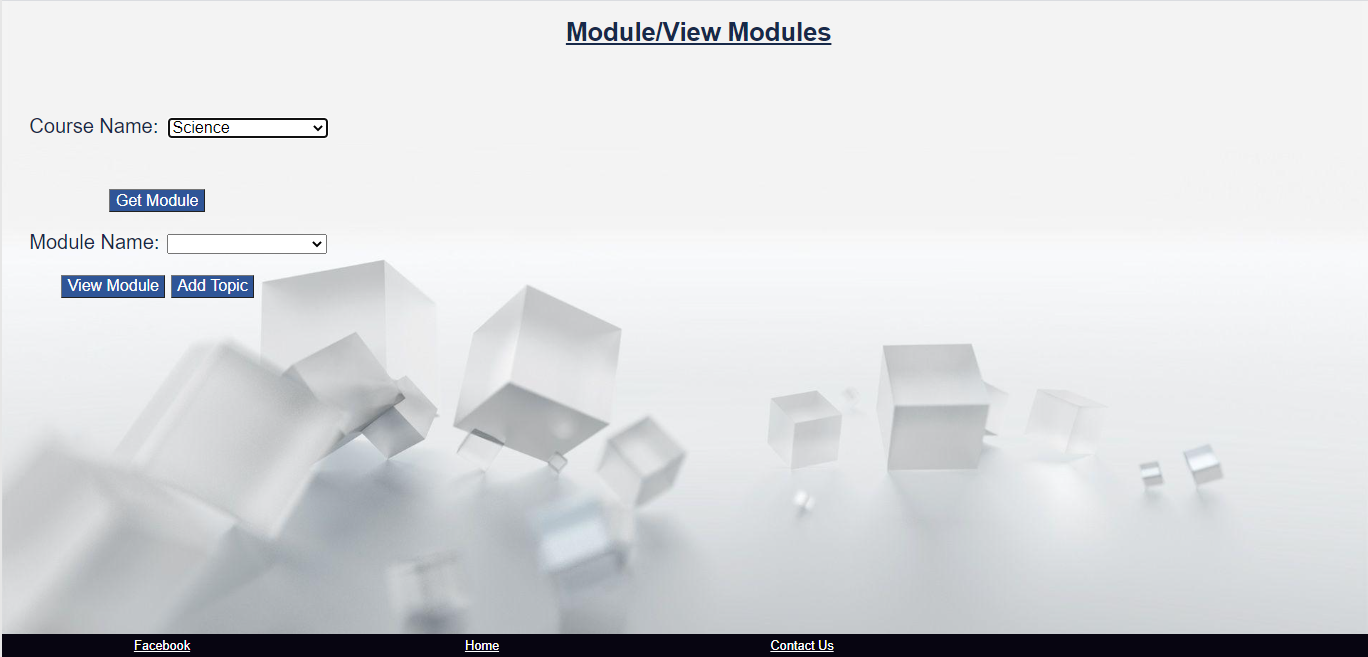 Module/View Modules
Course Name: Science
Get Module
Module Name:
View Module Add Topic
Facebook Home Contact Us